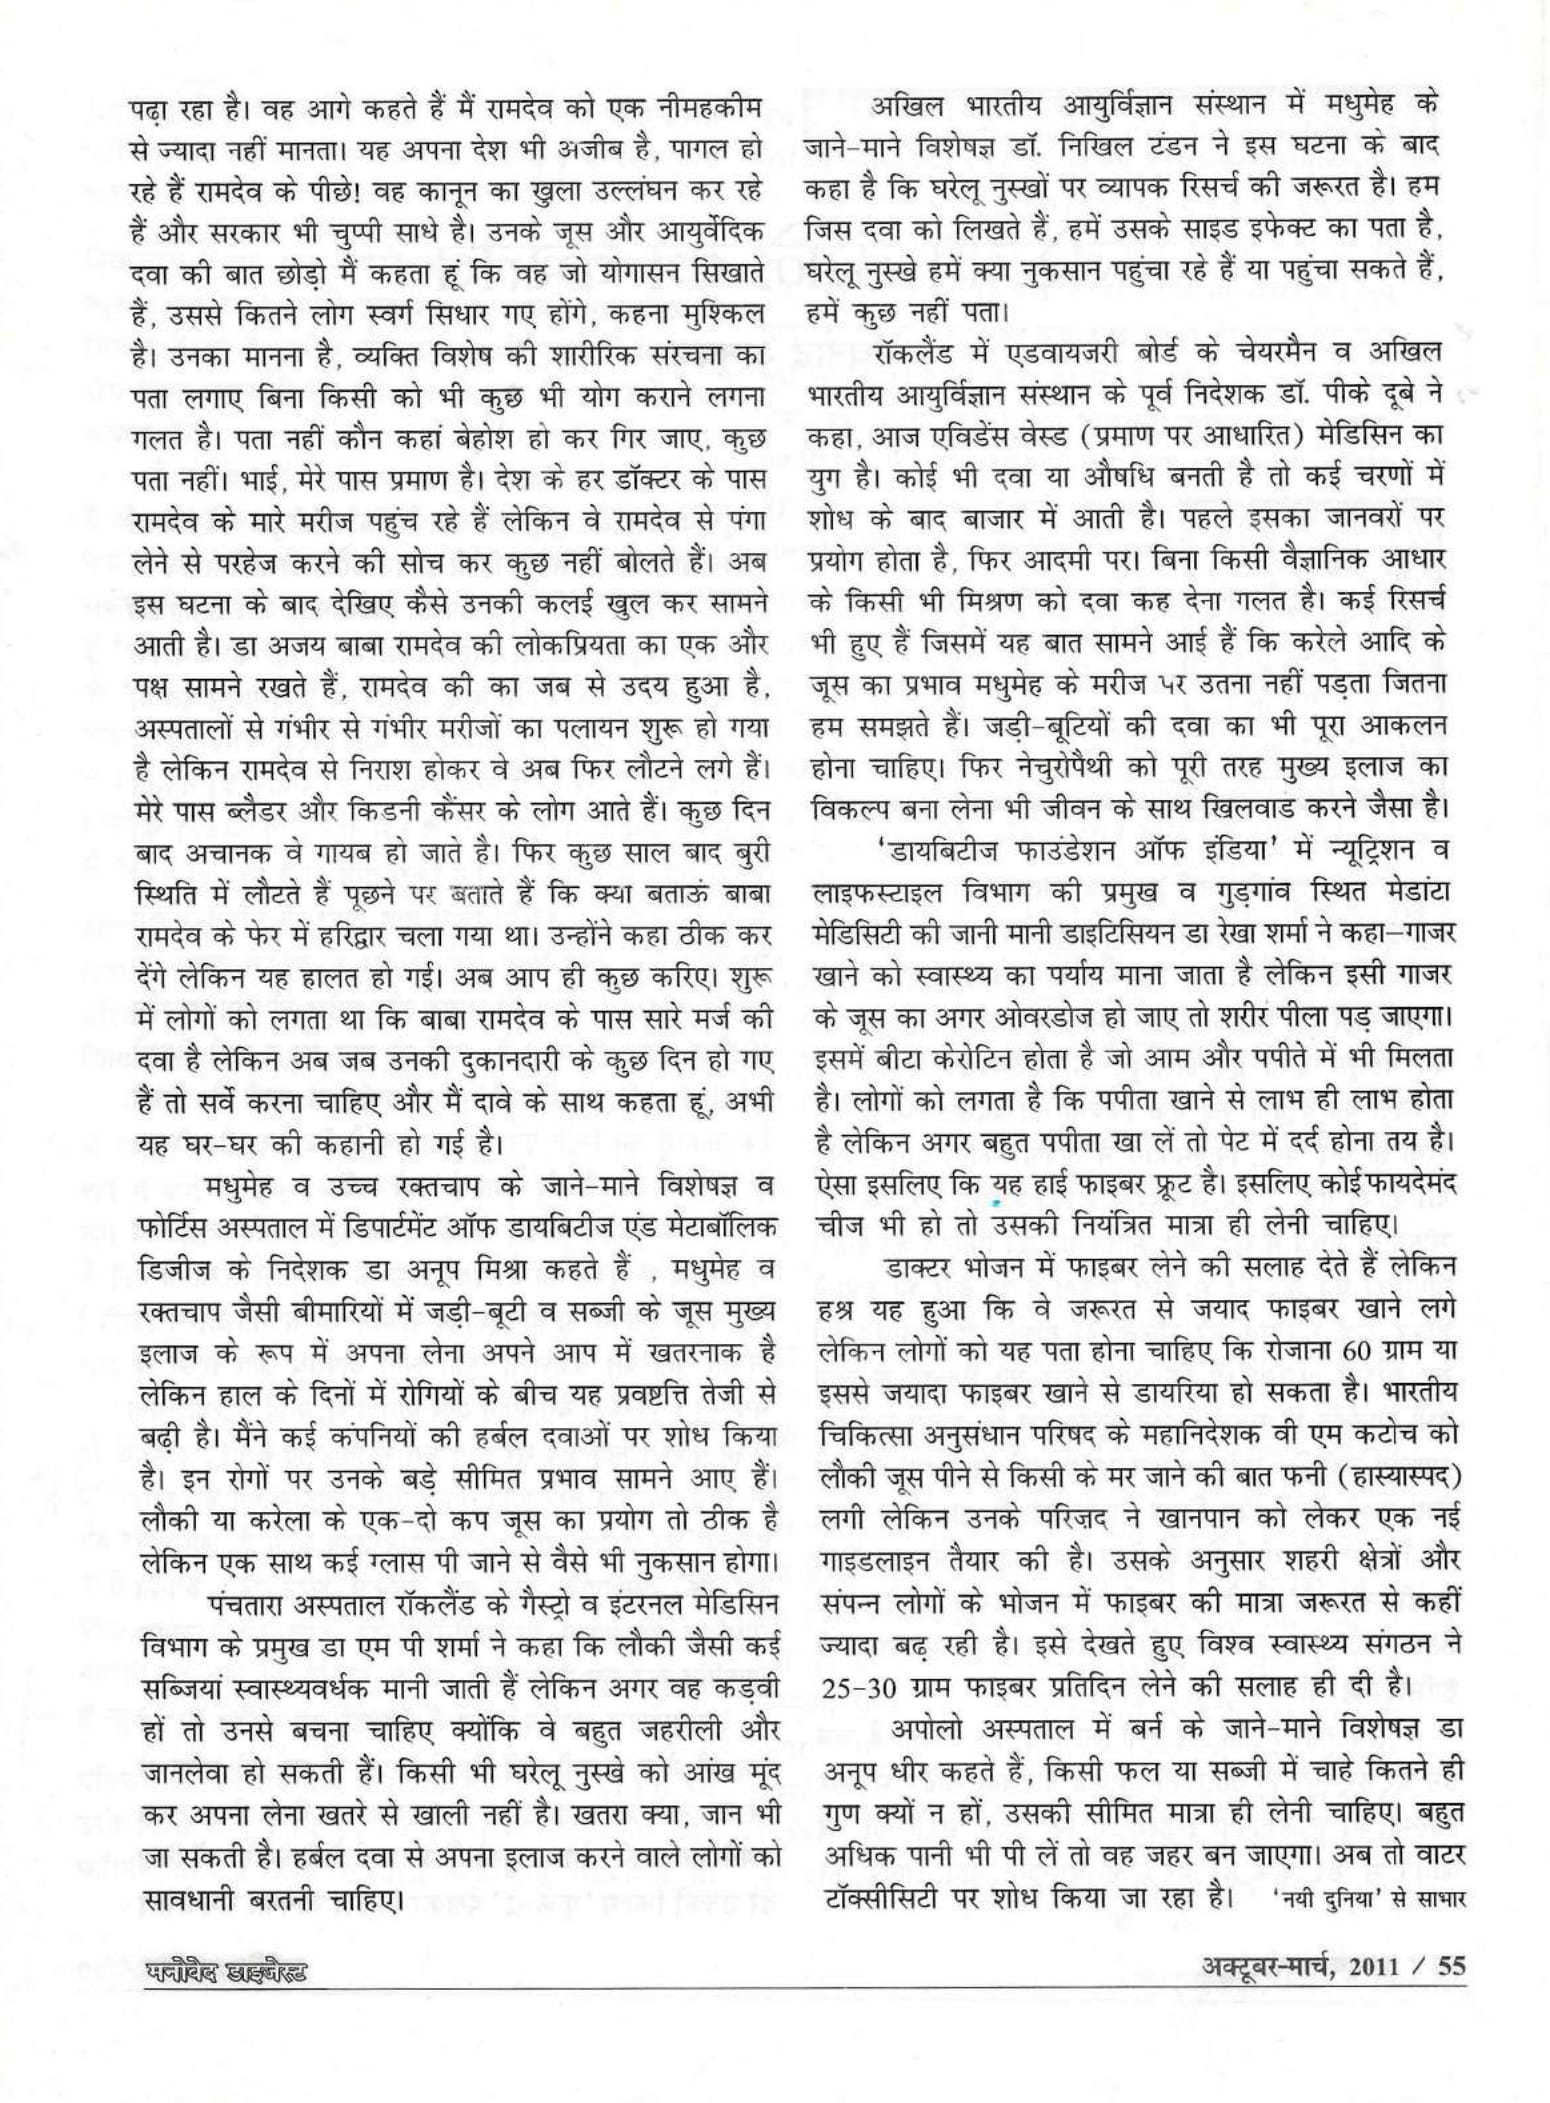 पढ़ा रहा है। वह आगे कहते हैं मैं रामदेव को एक नीमहकीम
से ज्यादा नहीं मानता। यह अपना देश भी अजीब है, पागल हो
रहे हैं रामदेव के पीछे! वह कानून का खुला उल्लंघन कर रहे
हैं और सरकार भी चुप्पी साधे है। उनके जूस और आयुर्वेदिक
दवा की बात छोड़ो मैं कहता हूं कि वह जो योगासन सिखाते
हैं, उससे कितने लोग स्वर्ग सिधार गए होंगे, कहना मुश्किल
है। उनका मानना है, व्यक्ति विशेष की शारीरिक संरचना का
पता लगाए बिना किसी को भी कुछ भी योग कराने लगना
गलत है। पता नहीं कौन कहां बेहोश हो कर गिर जाए, कुछ
पता नहीं। भाई, मेरे पास प्रमाण है। देश के हर डॉक्टर के पास
रामदेव के मारे मरीज पहुंच रहे हैं लेकिन वे रामदेव से पंगा
लेने से परहेज करने की सोच कर कुछ नहीं बोलते हैं। अब
इस घटना के बाद देखिए कैसे उनकी कलई खुल कर सामने
आती है। डा अजय बाबा रामदेव की लोकप्रियता का एक और
पक्ष सामने रखते हैं, रामदेव की का जब से उदय हुआ है,
अस्पतालों से गंभीर से गंभीर मरीजों का पलायन शुरू हो गया
है लेकिन रामदेव से निराश होकर वे अब फिर लौटने लगे हैं।
मेरे पास ब्लैडर और किडनी कैंसर के लोग आते हैं। कुछ दिन
बाद अचानक वे गायब हो जाते है। फिर कुछ साल बाद बुरी
स्थिति में लौटते हैं पूछने पर बताते हैं कि क्या बताऊं बाबा
रामदेव के फेर में हरिद्वार चला गया था। उन्होंने कहा ठीक कर
देंगे लेकिन यह हालत हो गई। अब आप ही कुछ करिए। शुरू
में लोगों को लगता था कि बाबा रामदेव के पास सारे मर्ज की
दवा है लेकिन अब जब उनकी दुकानदारी के कुछ दिन हो गए
हैं तो सर्वे करना चाहिए और मैं दावे के साथ कहता हूं, अभी
यह घर-घर की कहानी हो गई है।
मधुमेह व उच्च रक्तचाप के जाने-माने विशेषज्ञ व
फोर्टिस अस्पताल में डिपार्टमेंट ऑफ डायबिटीज एंड मेटाबॉलिक
डिजीज के निदेशक डा अनूप मिश्रा कहते हैं , मधुमेह व
रक्तचाप जैसी बीमारियों में जड़ी-बूटी व सब्जी के जूस मुख्य
इलाज के रूप में अपना लेना अपने आप में खतरनाक है
लेकिन हाल के दिनों में रोगियों के बीच यह प्रवष्टत्ति तेजी से
बढ़ी है। मैंने कई कंपनियों की हर्बल दवाओं पर शोध किया
है। इन रोगों पर उनके बड़े सीमित प्रभाव सामने आए हैं।
लौकी या करेला के एक-दो कप जूस का प्रयोग तो ठीक है
लेकिन एक साथ कई ग्लास पी जाने से वैसे भी नुकसान होगा।
पंचतारा अस्पताल रॉकलैंड के गैस्ट्रो व इंटरनल मेडिसिन
विभाग के प्रमुख डा एम पी शर्मा ने कहा कि लौकी जैसी कई
सब्जियां स्वास्थ्यवर्धक मानी जाती हैं लेकिन अगर वह कड़वी
हों तो उनसे बचना चाहिए क्योंकि वे बहुत जहरीली और
जानलेवा हो सकती हैं। किसी भी घरेलू नुस्खे को आंख मूंद
कर अपना लेना खतरे से खाली नहीं है। खतरा क्या, जान भी
जा सकती है। हर्बल दवा से अपना इलाज करने वाले लोगों को
सावधानी बरतनी चाहिए।
अखिल भारतीय आयुर्विज्ञान संस्थान में मधुमेह के
जाने-माने विशेषज्ञ डॉ. निखिल टंडन ने इस घटना के बाद
कहा है कि घरेलू नुस्खों पर व्यापक रिसर्च की जरूरत है। हम
जिस दवा को लिखते हैं, हमें उसके साइड इफेक्ट का पता है,
घरेलू नुस्खे हमें क्या नुकसान पहुंचा रहे हैं या पहुंचा सकते हैं,
हमें कुछ नहीं पता।
रॉकलैंड में एडवायजरी बोर्ड के चेयरमैन व अखिल
भारतीय आयुर्विज्ञान संस्थान के पूर्व निदेशक डॉ. पीके दूबे ने
कहा, आज एविडेंस वेस्ड (प्रमाण पर आधारित) मेडिसिन का
युग है। कोई भी दवा या औषधि बनती है तो कई चरणों में
शोध के बाद बाजार में आती है। पहले इसका जानवरों पर
प्रयोग होता है, फिर आदमी पर। बिना किसी वैज्ञानिक आधार
के किसी भी मिश्रण को दवा कह देना गलत है। कई रिसर्च
भी हुए हैं जिसमें यह बात सामने आई हैं कि करेले आदि के
जूस का प्रभाव मधुमेह के मरीज पर उतना नहीं पड़ता जितना
हम समझते हैं। जड़ी-बूटियों की दवा का भी पूरा आकलन
होना चाहिए। फिर नेचुरोपैथी को पूरी तरह मुख्य इलाज का
विकल्प बना लेना भी जीवन के साथ खिलवाड करने जैसा है।
'डायबिटीज फाउंडेशन ऑफ इंडिया' में न्यूट्रिशन व
लाइफस्टाइल विभाग की प्रमुख व गुड़गांव स्थित मेडांटा
मेडिसिटी की जानी मानी डाइटिसियन डा रेखा शर्मा ने कहा—गाजर
खाने को स्वास्थ्य का पर्याय माना जाता है लेकिन इसी गाजर
के जूस का अगर ओवरडोज हो जाए तो शरीर पीला पड़ जाएगा।
इसमें बीटा केरोटिन होता है जो आम और पपीते में भी मिलता
है। लोगों को लगता है कि पपीता खाने से लाभ ही लाभ होता
है लेकिन अगर बहुत पपीता खा लें तो पेट में दर्द होना तय है।
ऐसा इसलिए कि यह हाई फाइबर फ्रूट है। इसलिए कोई फायदेमंद
चीज भी हो तो उसकी नियंत्रित मात्रा ही लेनी चाहिए।
डाक्टर भोजन में फाइबर लेने की सलाह देते हैं लेकिन
हश्र यह हुआ कि वे जरूरत से जयाद फाइबर खाने लगे
लेकिन लोगों को यह पता होना चाहिए कि रोजाना 60 ग्राम या
इससे जयादा फाइबर खाने से डायरिया हो सकता है। भारतीय
चिकित्सा अनुसंधान परिषद के महानिदेशक वी एम कटोच को
लौकी जूस पीने से किसी के मर जाने की बात फनी (हास्यास्पद)
लगी लेकिन उनके परिजद ने खानपान को लेकर एक नई
गाइडलाइन तैयार की है। उसके अनुसार शहरी क्षेत्रों और
संपन्न लोगों के भोजन में फाइबर की मात्रा जरूरत से कहीं
ज्यादा बढ़ रही है। इसे देखते हुए विश्व स्वास्थ्य संगठन ने
25-30 ग्राम फाइबर प्रतिदिन लेने की सलाह ही दी है।
अपोलो अस्पताल में बर्न के जाने-माने विशेषज्ञ डा
अनूप धीर कहते हैं, किसी फल या सब्जी में चाहे कितने ही
गुण क्यों न हों, उसकी सीमित मात्रा ही लेनी चाहिए। बहुत
अधिक पानी भी पी लें तो वह जहर बन जाएगा। अब तो वाटर
टॉक्सीसिटी पर शोध किया जा रहा है। 'नयी दुनिया' से साभार
मनोवेद डाइजेस्ट
अक्टूबर-मार्च, 2011 / 55